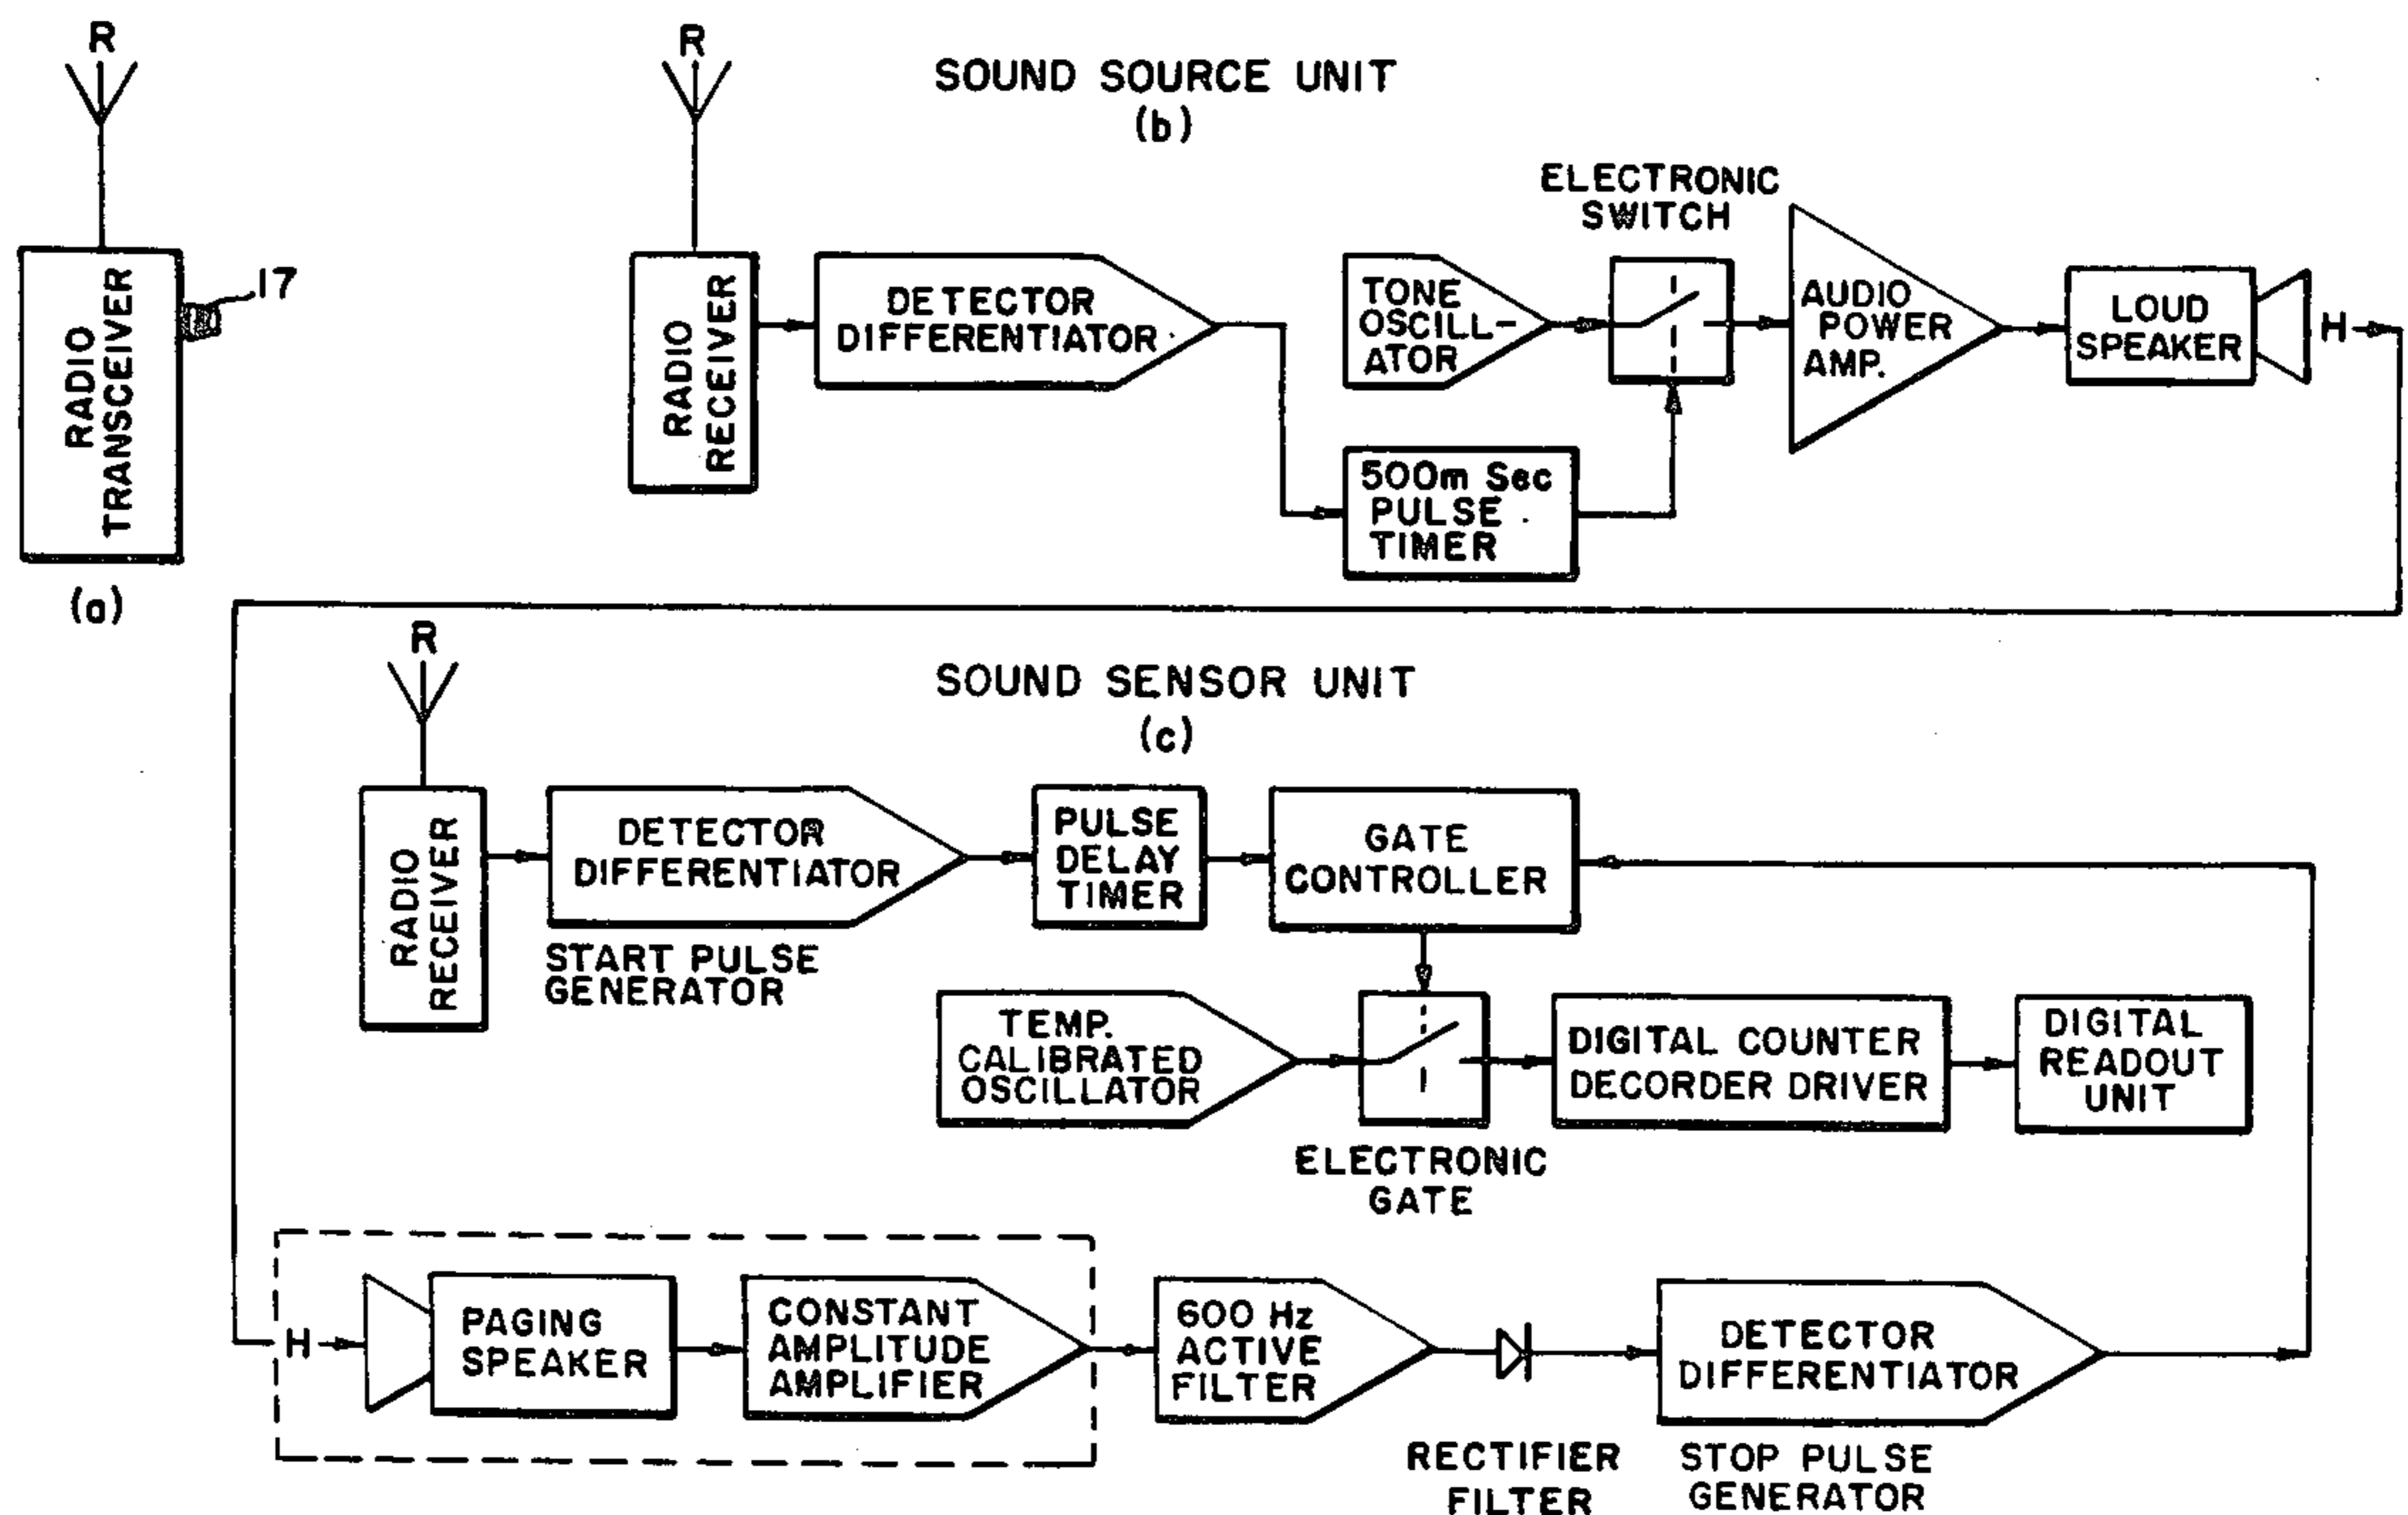 R
RADIO
TRANSCEIVER
17
(a)
SOUND SOURCE UNIT
(b)
R
RADIO
RECEIVER
DETECTOR
DIFFERENTIATOR
TONE
OSCILL-
ATOR
ELECTRONIC
SWITCH
500m Sec
PULSE
TIMER
AUDIO
POWER
AMP.
LOUD
SPEAKER
H
SOUND SENSOR UNIT
(c)
R
RADIO
RECEIVER
DETECTOR
DIFFERENTIATOR
START PULSE
GENERATOR
PULSE
DELAY
TIMER
GATE
CONTROLLER
TEMP.
CALIBRATED
OSCILLATOR
ELECTRONIC
GATE
DIGITAL COUNTER
DECORDER DRIVER
DIGITAL
READOUT
UNIT
H
PAGING
SPEAKER
CONSTANT
AMPLITUDE
AMPLIFIER
600 Hz
ACTIVE
FILTER
RECTIFIER
FILTER
DETECTOR
DIFFERENTIATOR
STOP PULSE
GENERATOR